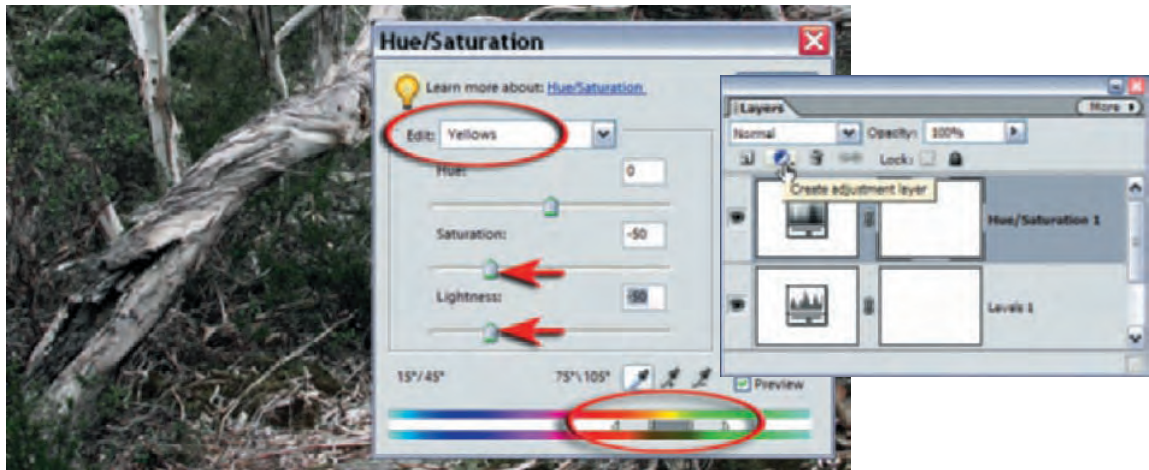 Hue/Saturation
Learn more about: Hue/Saturation
Edit: Yellows
Hue: 0
Saturation: -50
Lightness: -50
15°/45° 75°\105°
Preview
Layers More
Normal Opacity: 100%
Lock:
Create adjustment layer
Hue/Saturation 1
Levels 1